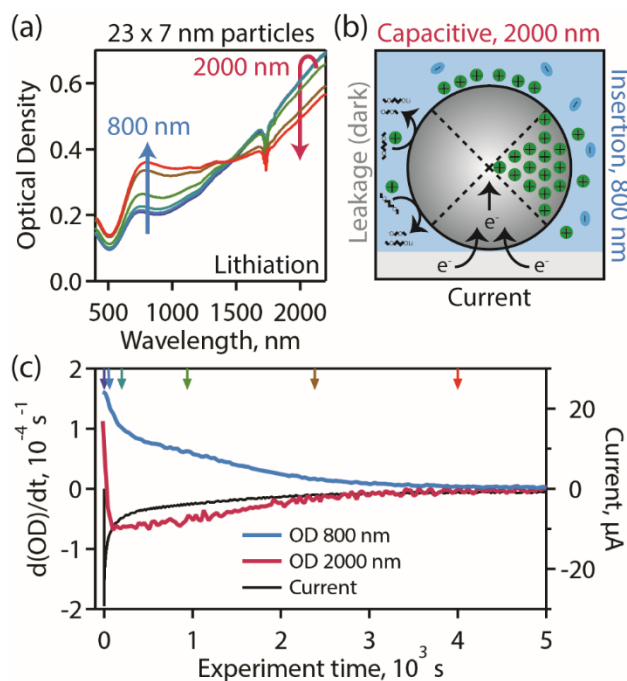 (a) 23 x 7 nm particles
2000 nm
800 nm
Lithiation
Optical Density
0.6
0.4
0.2
0.0
500 1000 1500 2000
Wavelength, nm
(b) Capacitive, 2000 nm
Leakage (dark)
Insertion, 800 nm
e-
e- e-
Current
(c)
d(OD)/dt, 10⁻⁴ s⁻¹
2
1
0
-1
-2
OD 800 nm
OD 2000 nm
Current
20
0
-20
Current, µA
0 1 2 3 4 5
Experiment time, 10³ s